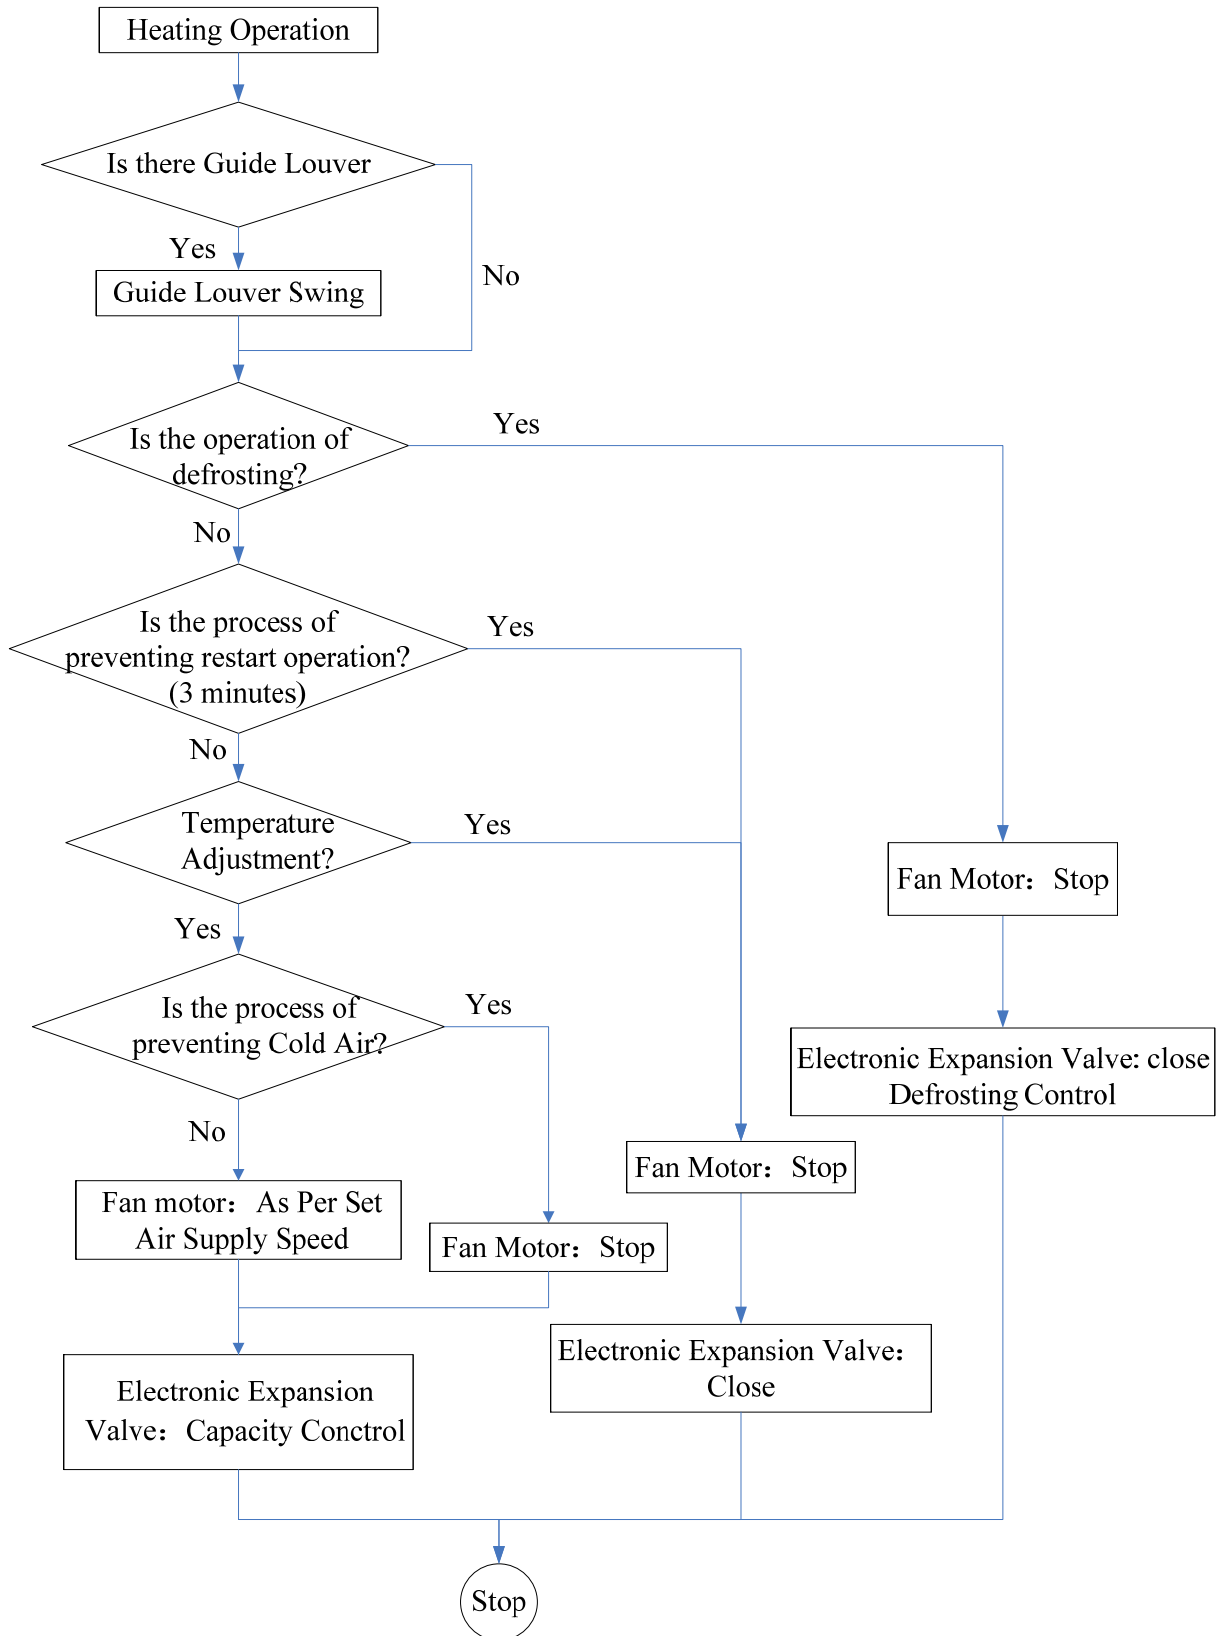 Heating Operation
Is there Guide Louver
Yes
No
Guide Louver Swing
Yes
Is the operation of
defrosting?
No
Is the process of
preventing restart operation?
(3 minutes)
Yes
No
Temperature
Adjustment?
Yes
Yes
Fan Motor：Stop
Is the process of
preventing Cold Air?
Yes
Electronic Expansion Valve: close
Defrosting Control
No
Fan Motor：Stop
Fan motor：As Per Set
Air Supply Speed
Fan Motor：Stop
Electronic Expansion Valve：
Close
Electronic Expansion
Valve：Capacity Conctrol
Stop